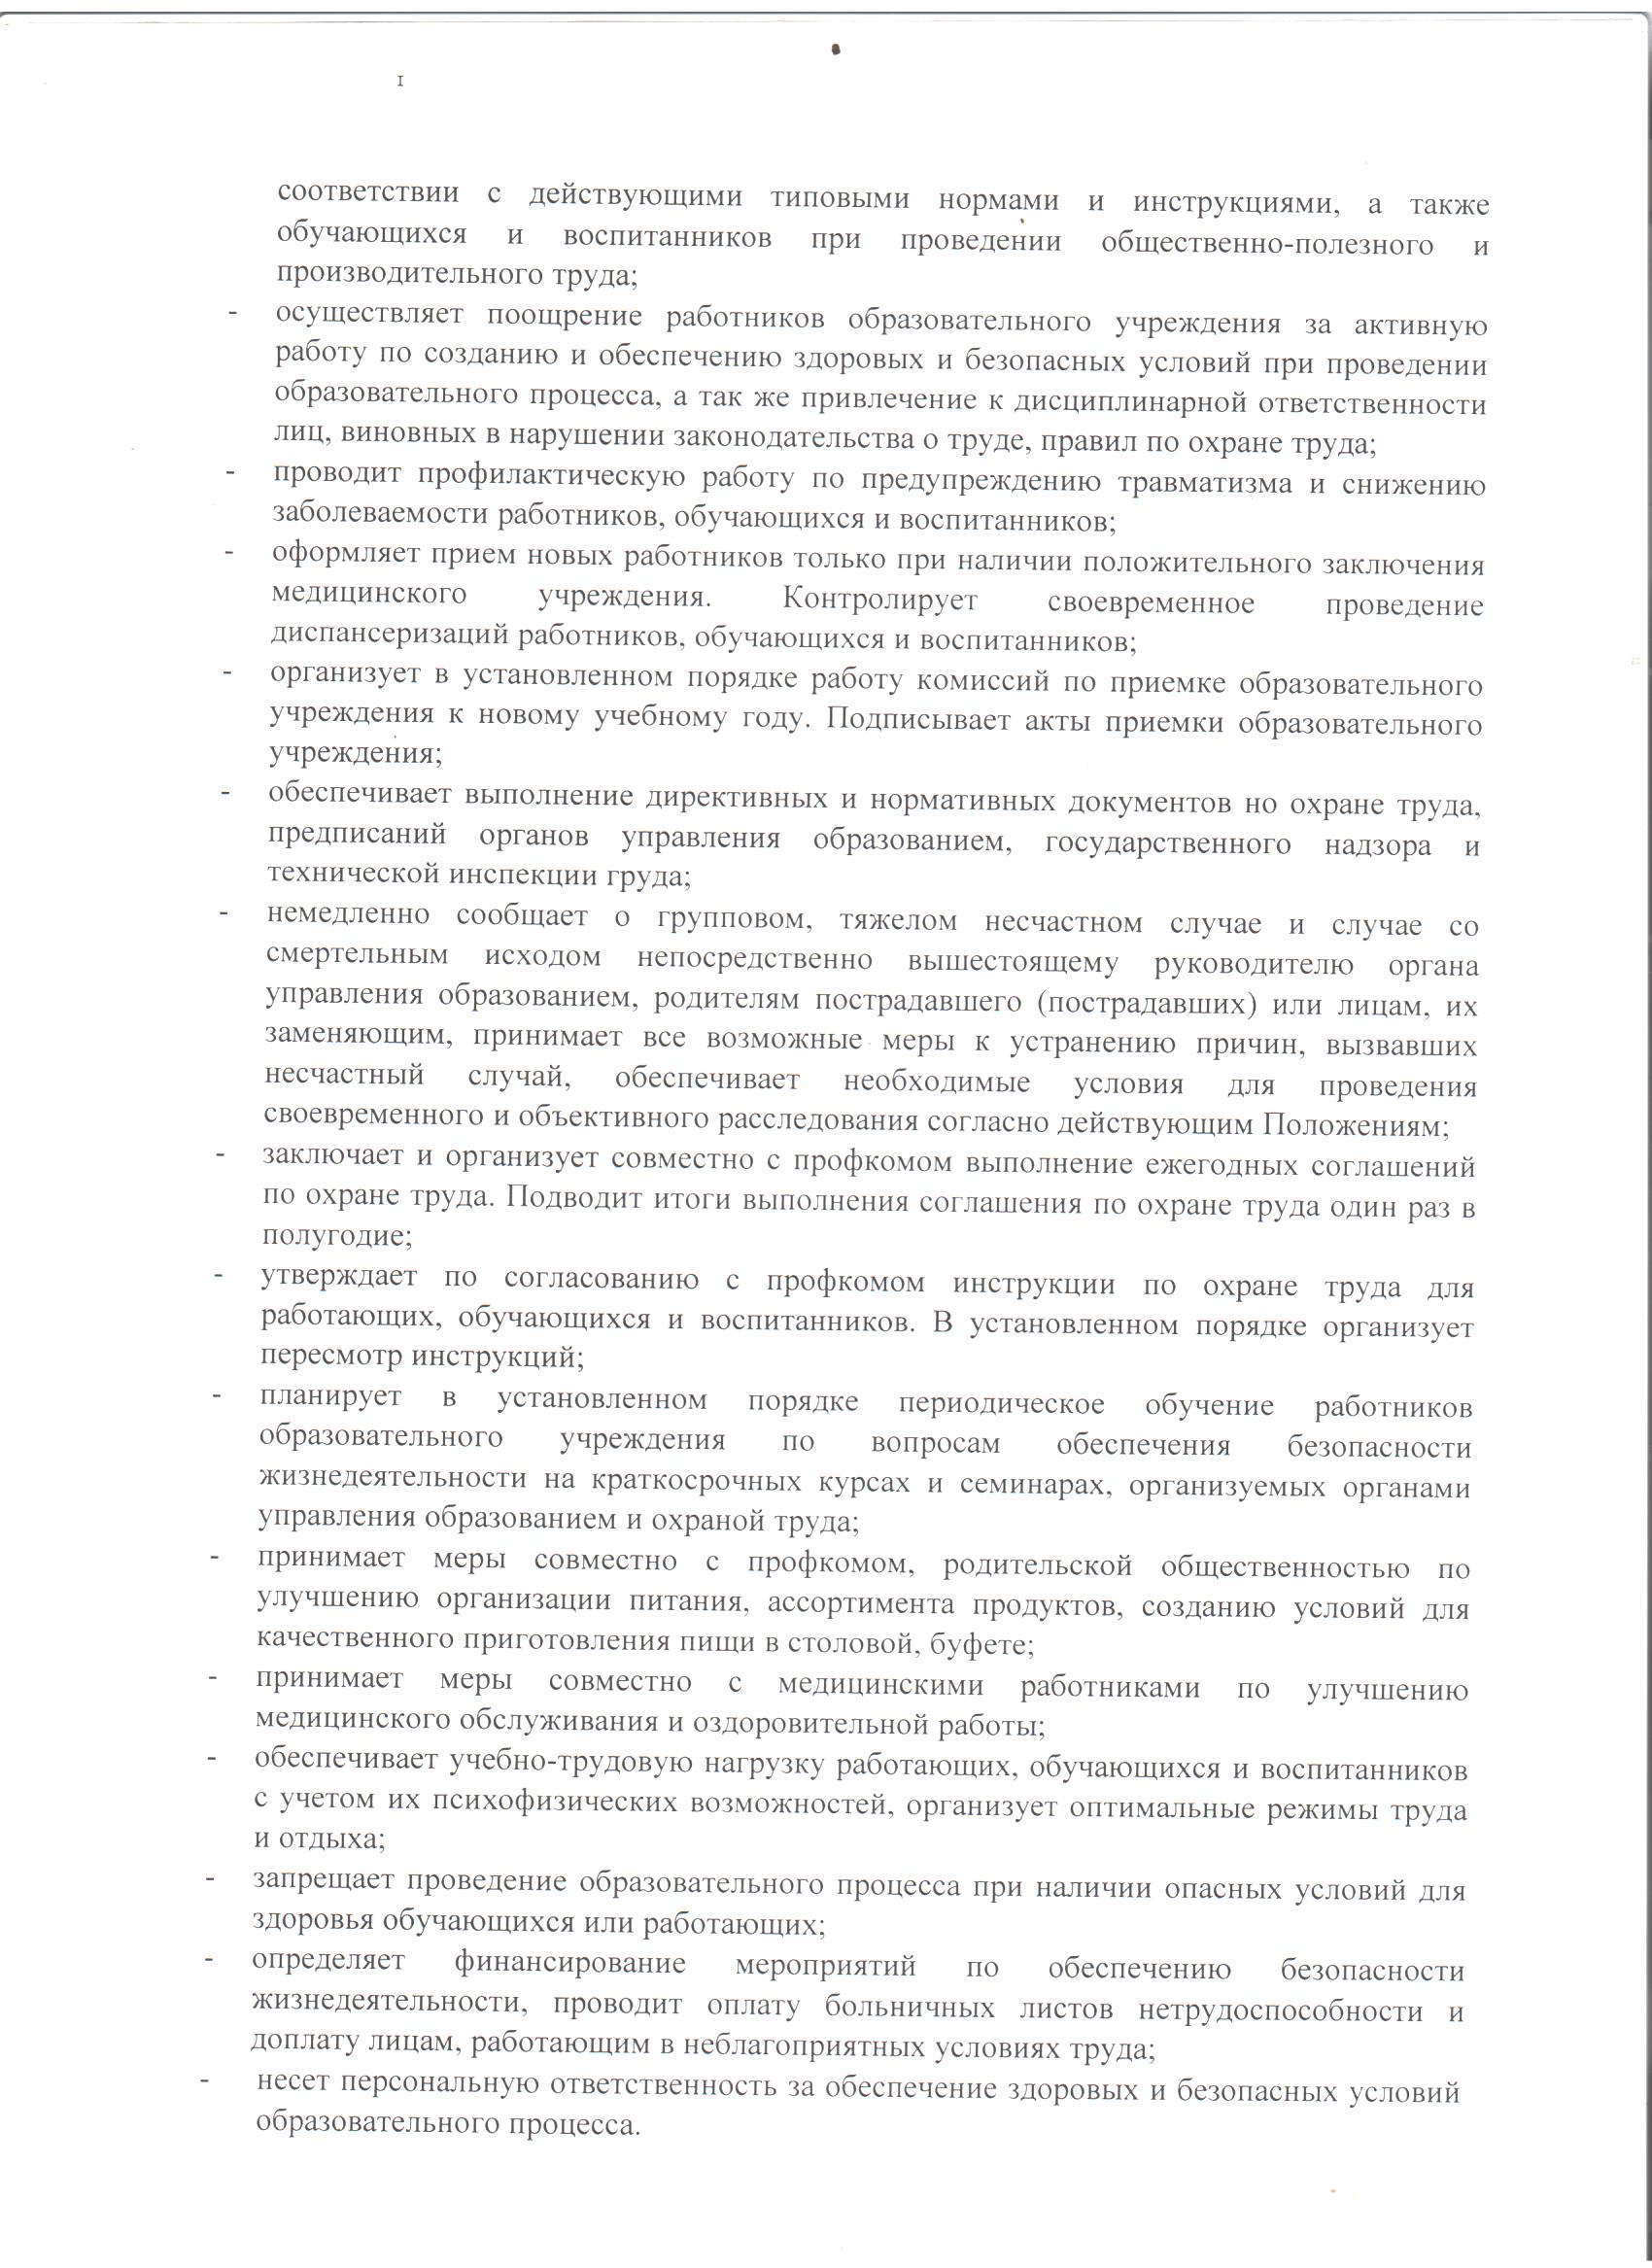 соответствии с действующими типовыми нормами и инструкциями, а также
обучающихся и воспитанников при проведении общественно-полезного и
производительного труда;
- осуществляет поощрение работников образовательного учреждения за активную
работу по созданию и обеспечению здоровых и безопасных условий при проведении
образовательного процесса, а так же привлечение к дисциплинарной ответственности
лиц, виновных в нарушении законодательства о труде, правил по охране труда;
- проводит профилактическую работу по предупреждению травматизма и снижению
заболеваемости работников, обучающихся и воспитанников;
- оформляет прием новых работников только при наличии положительного заключения
медицинского учреждения. Контролирует своевременное проведение
диспансеризаций работников, обучающихся и воспитанников;
- организует в установленном порядке работу комиссий по приемке образовательного
учреждения к новому учебному году. Подписывает акты приемки образовательного
учреждения;
- обеспечивает выполнение директивных и нормативных документов но охране труда,
предписаний органов управления образованием, государственного надзора и
технической инспекции груда;
- немедленно сообщает о групповом, тяжелом несчастном случае и случае со
смертельным исходом непосредственно вышестоящему руководителю органа
управления образованием, родителям пострадавшего (пострадавших) или лицам, их
заменяющим, принимает все возможные меры к устранению причин, вызвавших
несчастный случай, обеспечивает необходимые условия для проведения
своевременного и объективного расследования согласно действующим Положениям;
- заключает и организует совместно с профкомом выполнение ежегодных соглашений
по охране труда. Подводит итоги выполнения соглашения по охране труда один раз в
полугодие;
- утверждает по согласованию с профкомом инструкции по охране труда для
работающих, обучающихся и воспитанников. В установленном порядке организует
пересмотр инструкций;
- планирует в установленном порядке периодическое обучение работников
образовательного учреждения по вопросам обеспечения безопасности
жизнедеятельности на краткосрочных курсах и семинарах, организуемых органами
управления образованием и охраной труда;
- принимает меры совместно с профкомом, родительской общественностью по
улучшению организации питания, ассортимента продуктов, созданию условий для
качественного приготовления пищи в столовой, буфете;
- принимает меры совместно с медицинскими работниками по улучшению
медицинского обслуживания и оздоровительной работы;
- обеспечивает учебно-трудовую нагрузку работающих, обучающихся и воспитанников
с учетом их психофизических возможностей, организует оптимальные режимы труда
и отдыха;
- запрещает проведение образовательного процесса при наличии опасных условий для
здоровья обучающихся или работающих;
- определяет финансирование мероприятий по обеспечению безопасности
жизнедеятельности, проводит оплату больничных листов нетрудоспособности и
доплату лицам, работающим в неблагоприятных условиях труда;
- несет персональную ответственность за обеспечение здоровых и безопасных условий
образовательного процесса.